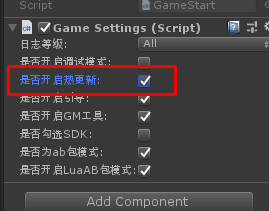 Script
GameStart
Game Settings (Script)
日志等级:
All
是否开启调试模式:
是否开启热更新:
是否开启引导:
是否开启GM工具:
是否勾选SDK:
是否为ab包模式:
是否开启LuaAB包模式:
Add Component